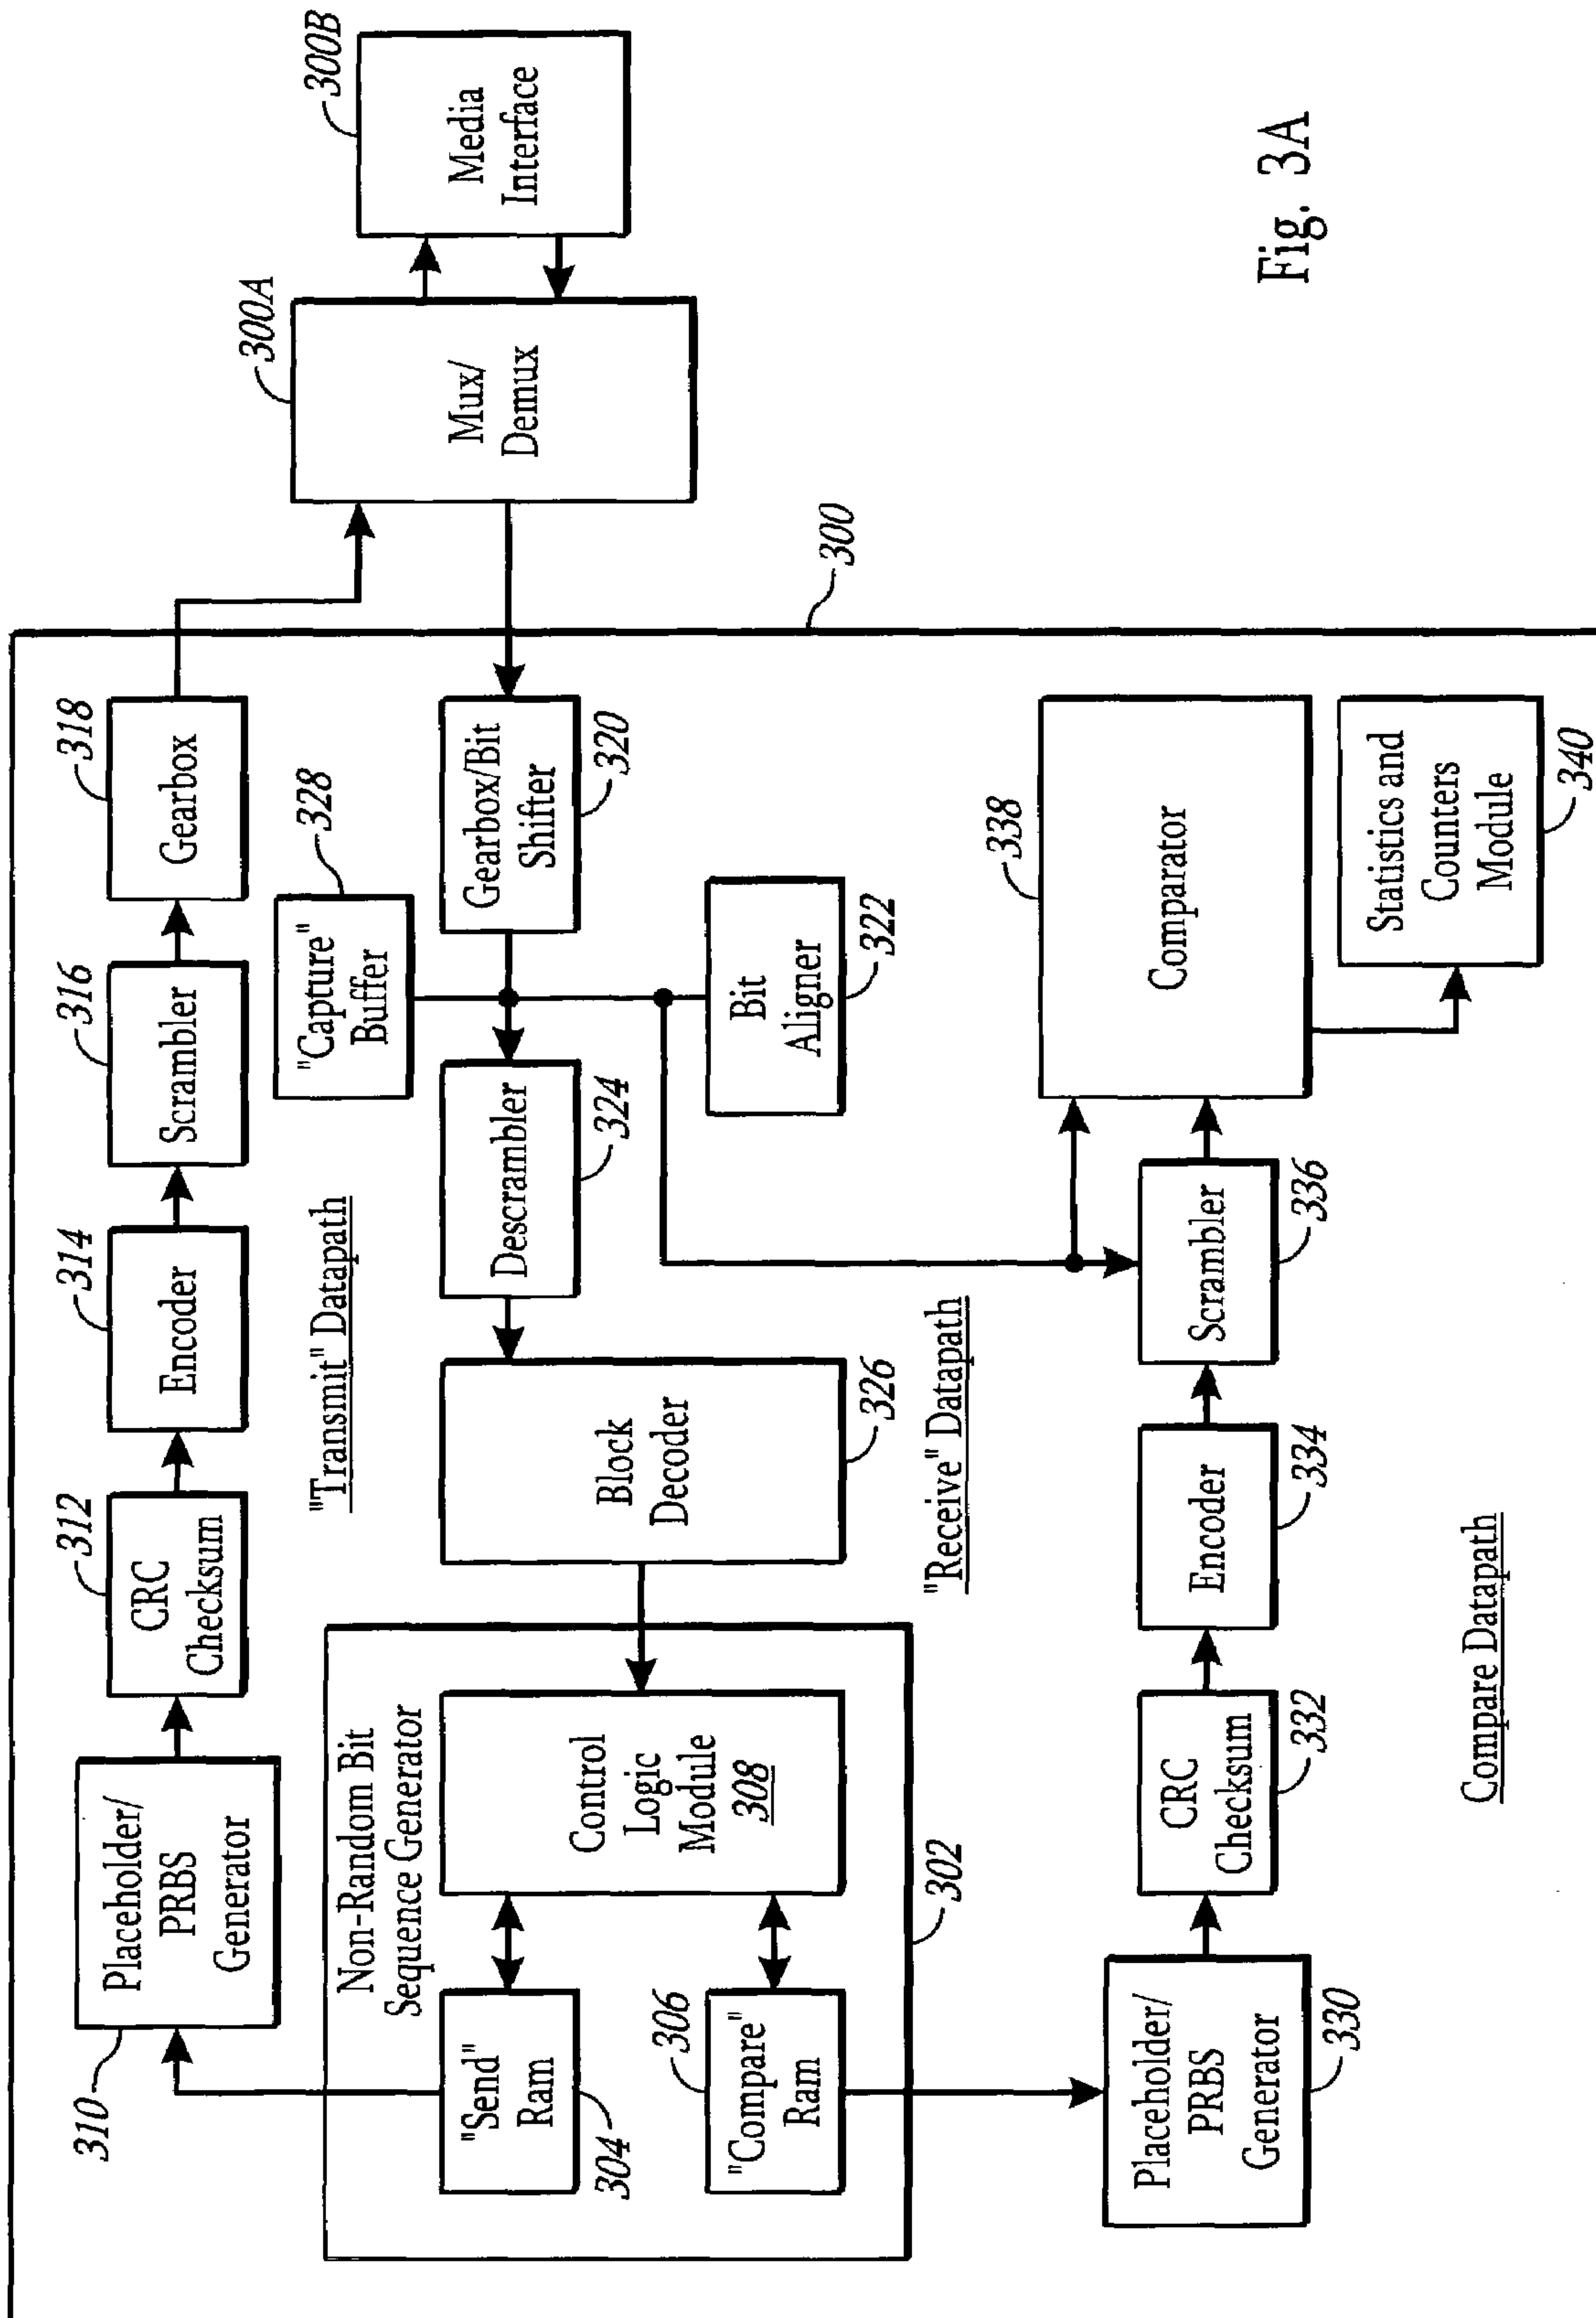 310
Placeholder/
PRBS
Generator
312
CRC
Checksum
314
Encoder
316
Scrambler
318
Gearbox
300A
Mux/
Demux
300B
Media
Interface
"Transmit" Datapath
328
"Capture"
Buffer
Non-Random Bit
Sequence Generator
"Send"
Ram
304
306
"Compare"
Ram
Control
Logic
Module
308
302
Block
Decoder
326
Descrambler
324
Gearbox/Bit
Shifter
320
Bit
Aligner
322
300
"Receive" Datapath
Placeholder/
PRBS
Generator
330
CRC
Checksum
332
Encoder
334
Scrambler
336
338
Comparator
Statistics and
Counters
Module
340
Compare Datapath
Fig. 3A